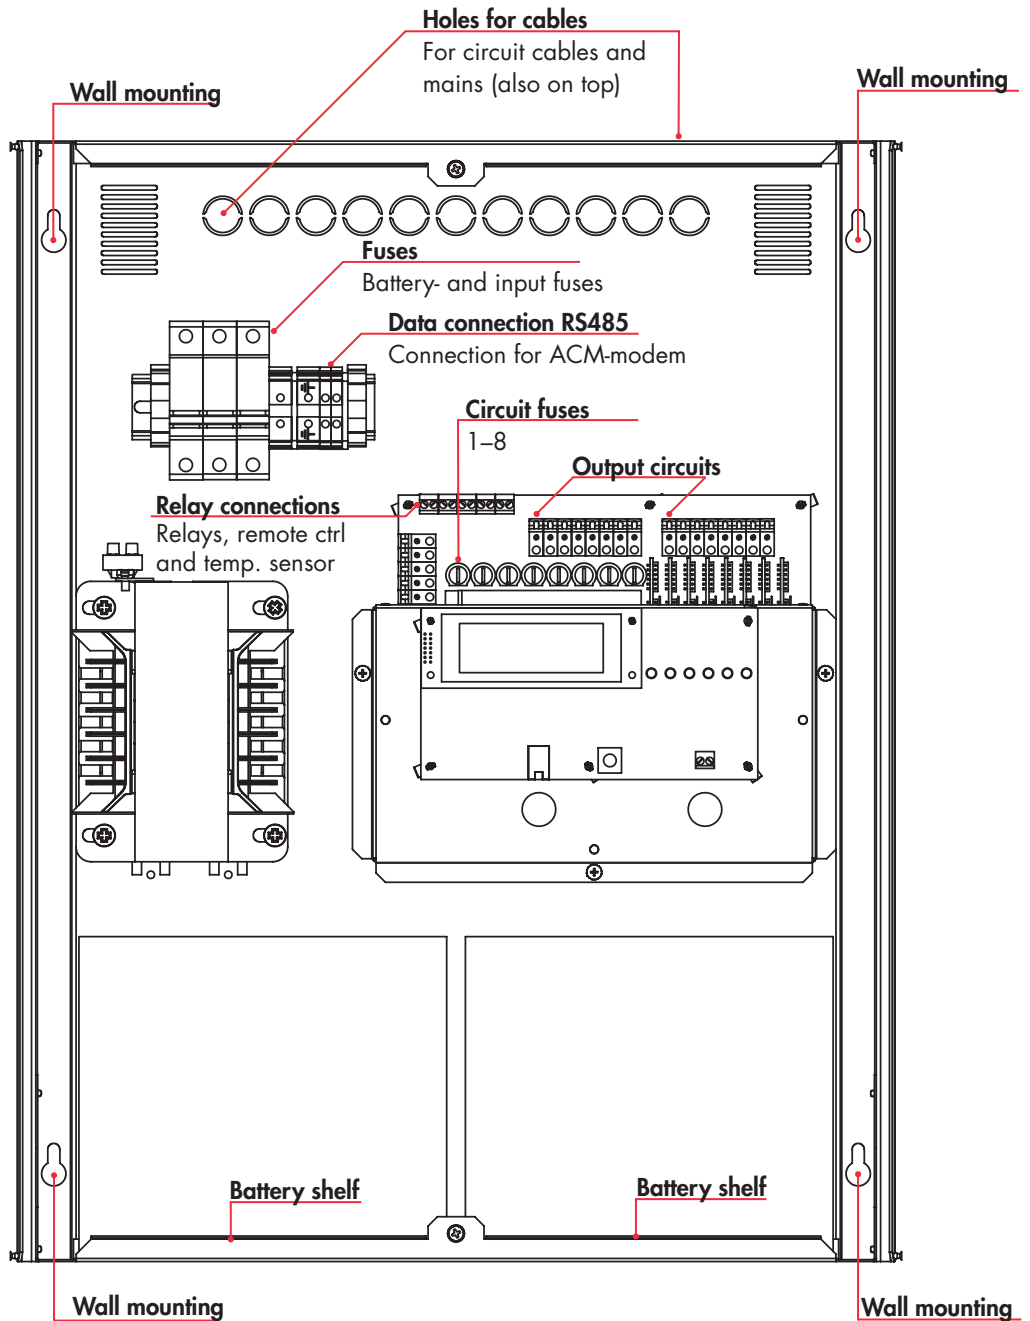 Holes for cables
For circuit cables and
mains (also on top)
Wall mounting
Wall mounting
Fuses
Battery- and input fuses
Data connection RS485
Connection for ACM-modem
Circuit fuses
1–8
Output circuits
Relay connections
Relays, remote ctrl
and temp. sensor
Battery shelf
Battery shelf
Wall mounting
Wall mounting